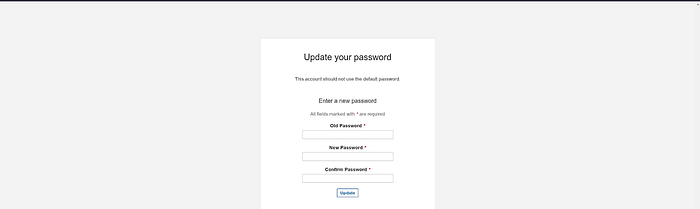 Update your password
This account should not use the default password.
Enter a new password
All fields marked with * are required
Old Password *
New Password *
Confirm Password *
Update